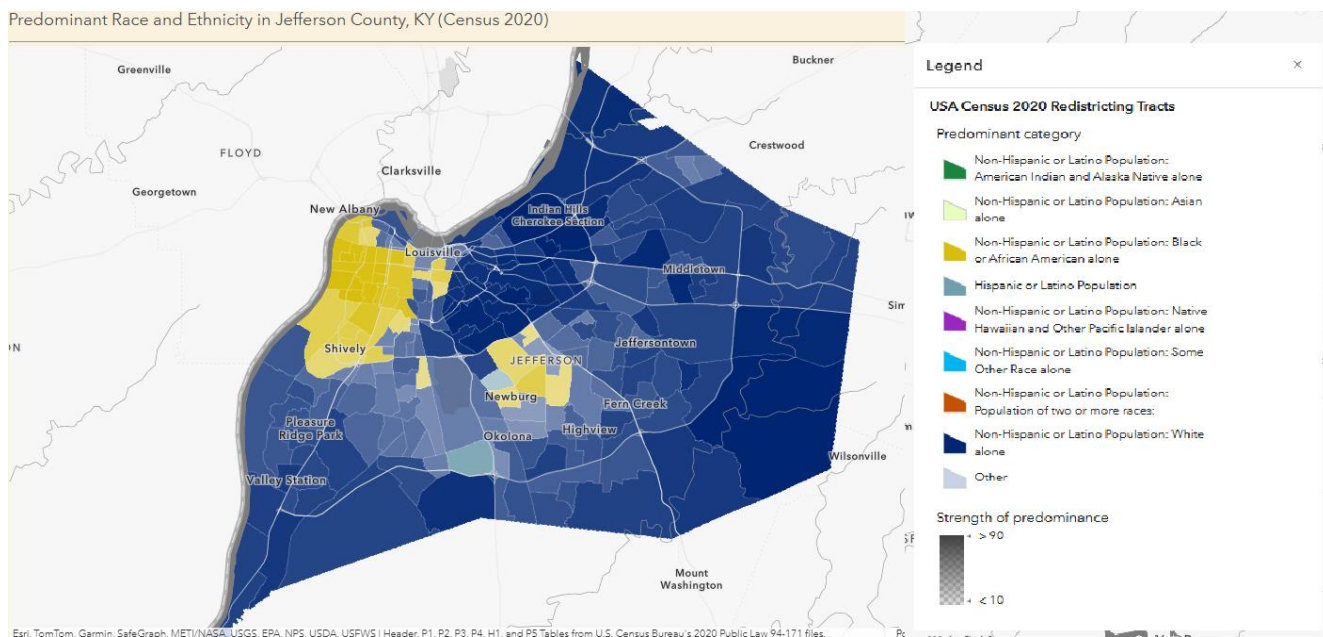 Predominant Race and Ethnicity in Jefferson County, KY (Census 2020)
Greenville
Buckner
FLOYD
Crestwood
Clarksville
Georgetown
New Albany
Indian Hills
Cherokee Section
Louisville
Middletown
Sim
ON
Shively
JEFFERSON
Jeffersontown
Newburg
Fern Creek
Pleasure
Ridge Park
Okolona
Highview
Wilsonville
Valley Station
Mount
Washington
Esri, TomTom, Garmin, SafeGraph, METI/NASA, USGS, EPA, NPS, USDA, USFWS | Header, P1, P2, P3, P4, H1, and P5 Tables from U.S. Census Bureau's 2020 Public Law 94-171 files.
Po
Legend
×
USA Census 2020 Redistricting Tracts
Predominant category
Non-Hispanic or Latino Population:
American Indian and Alaska Native alone
Non-Hispanic or Latino Population: Asian
alone
Non-Hispanic or Latino Population: Black
or African American alone
Hispanic or Latino Population
Non-Hispanic or Latino Population: Native
Hawaiian and Other Pacific Islander alone
Non-Hispanic or Latino Population: Some
Other Race alone
Non-Hispanic or Latino Population:
Population of two or more races:
Non-Hispanic or Latino Population: White
alone
Other
Strength of predominance
> 90
< 10